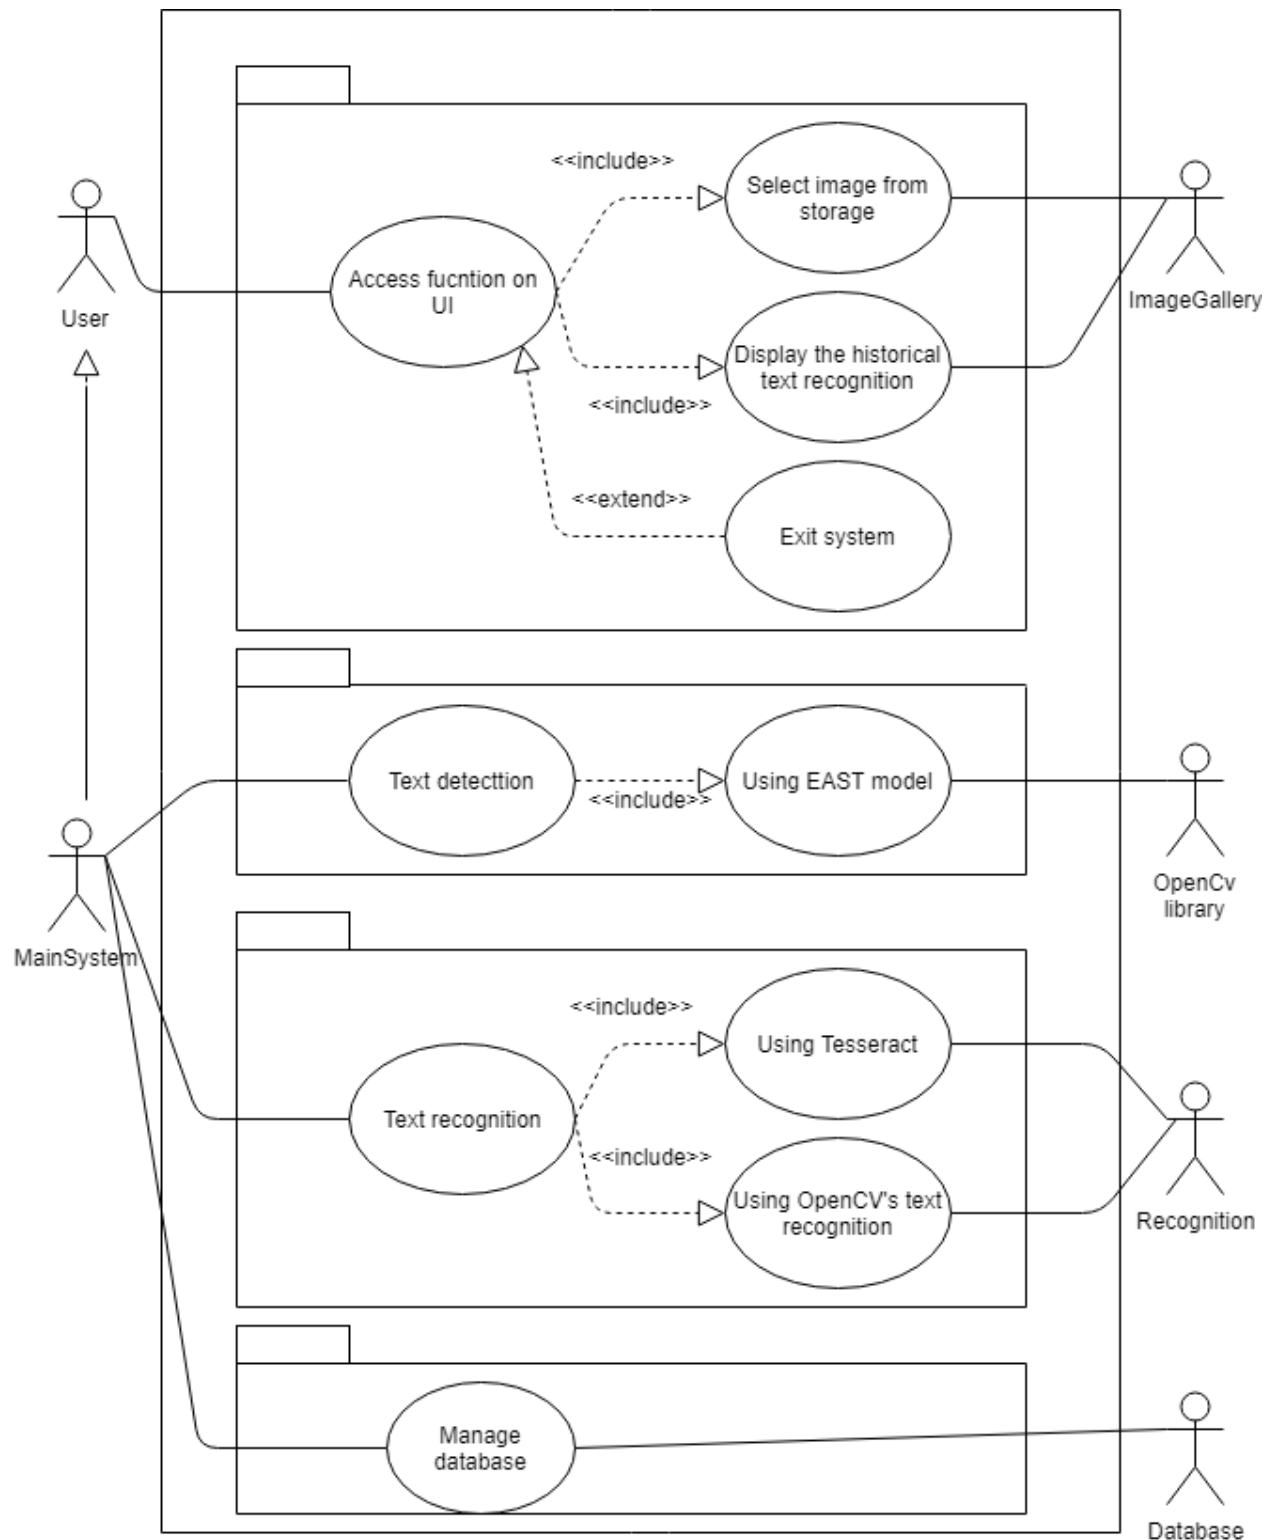 <<include>>
Select image from
storage
User
Access fucntion on
UI
ImageGallery
Display the historical
text recognition
<<include>>
<<extend>>
Exit system
Text detecttion
<<include>>
Using EAST model
OpenCv
library
MainSystem
<<include>>
Using Tesseract
Text recognition
<<include>>
Using OpenCV's text
recognition
Recognition
Manage
database
Database